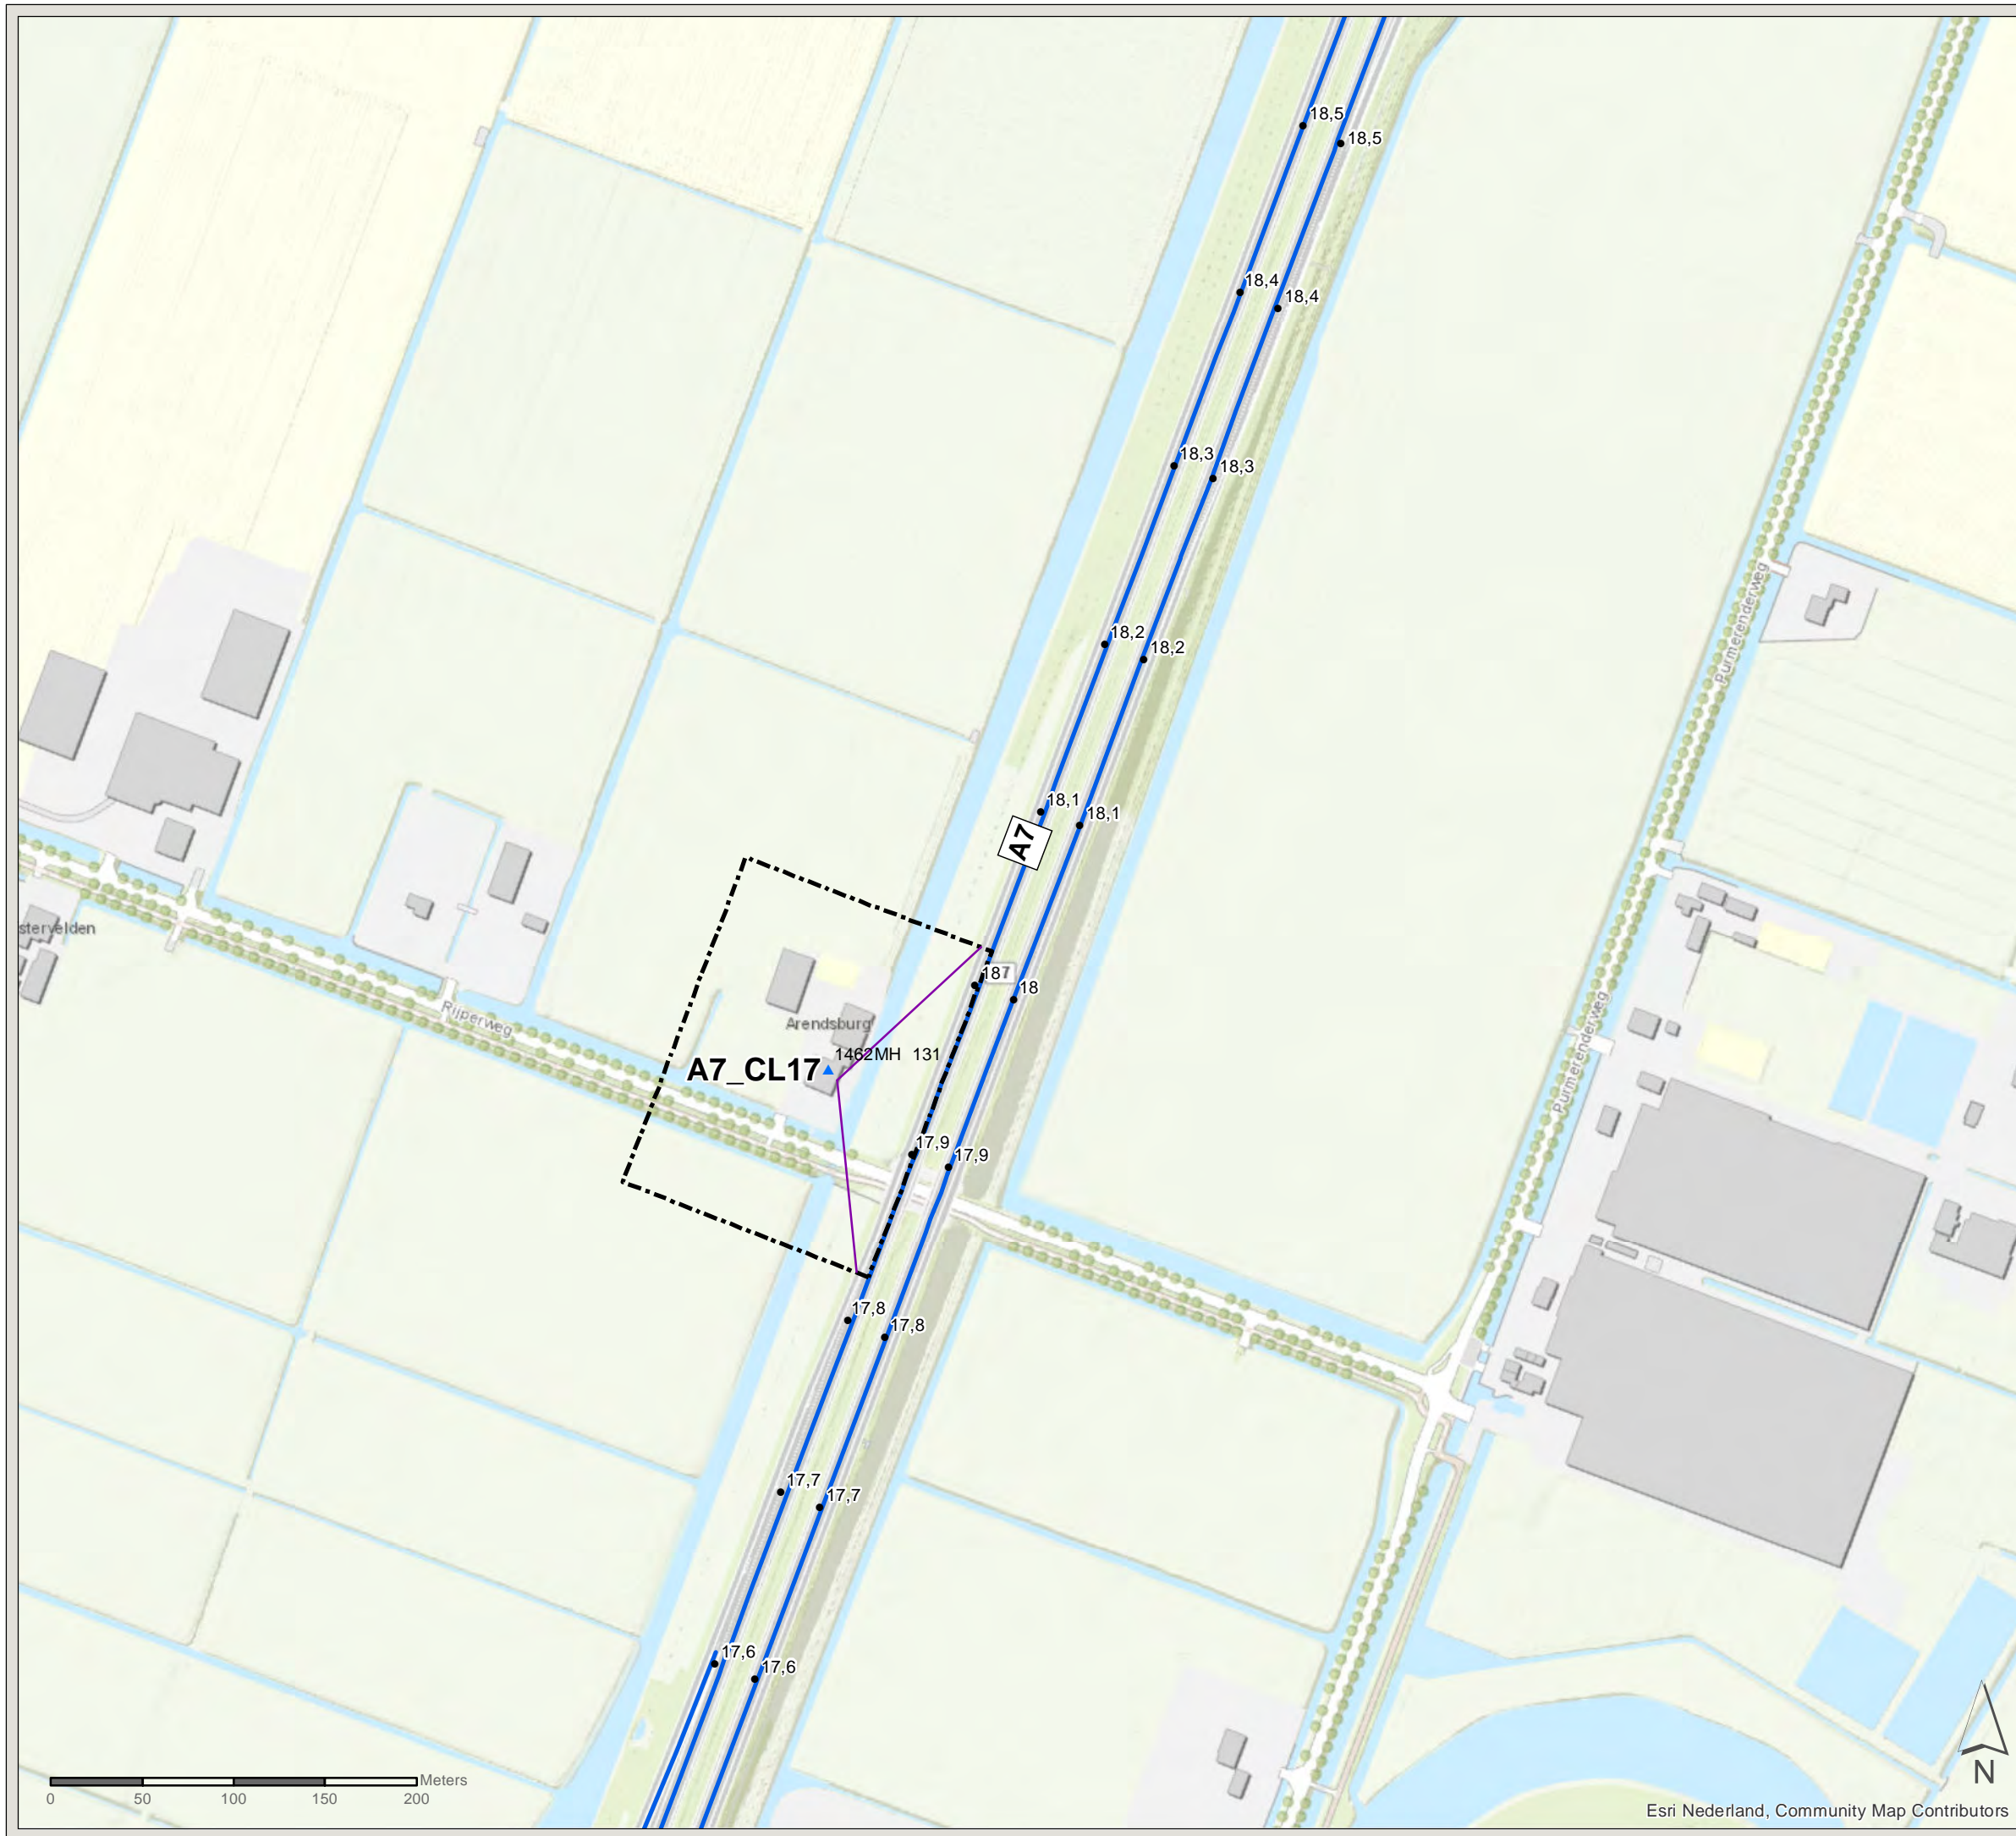 18,5
18,5
18,4
18,4
18,3
18,3
Purmerenderweg
18,2
18,2
18,1
18,1
A7
stervelden
18
18
Rijperweg
Purmerenderweg
Arendsburg
1462MH 131
A7_CL17
17,9
17,9
17,8
17,8
17,7
17,7
17,6
17,6
Meters
0 50 100 150 200
N
Esri Nederland, Community Map Contributors